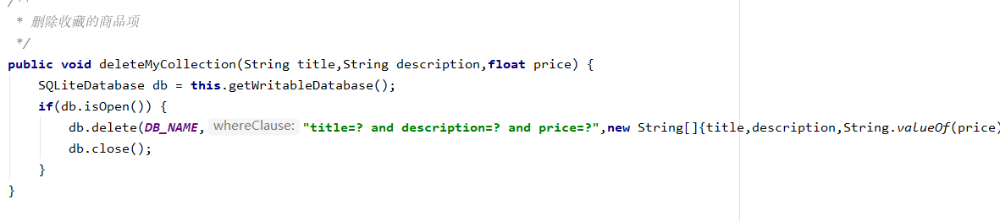 /**
* 删除收藏的商品项
*/
public void deleteMyCollection(String title,String description,float price) {
SQLiteDatabase db = this.getWritableDatabase();
if(db.isOpen()) {
db.delete(DB_NAME, whereClause: "title=? and description=? and price=?",new String[]{title,description,String.valueOf(price)
db.close();
}
}